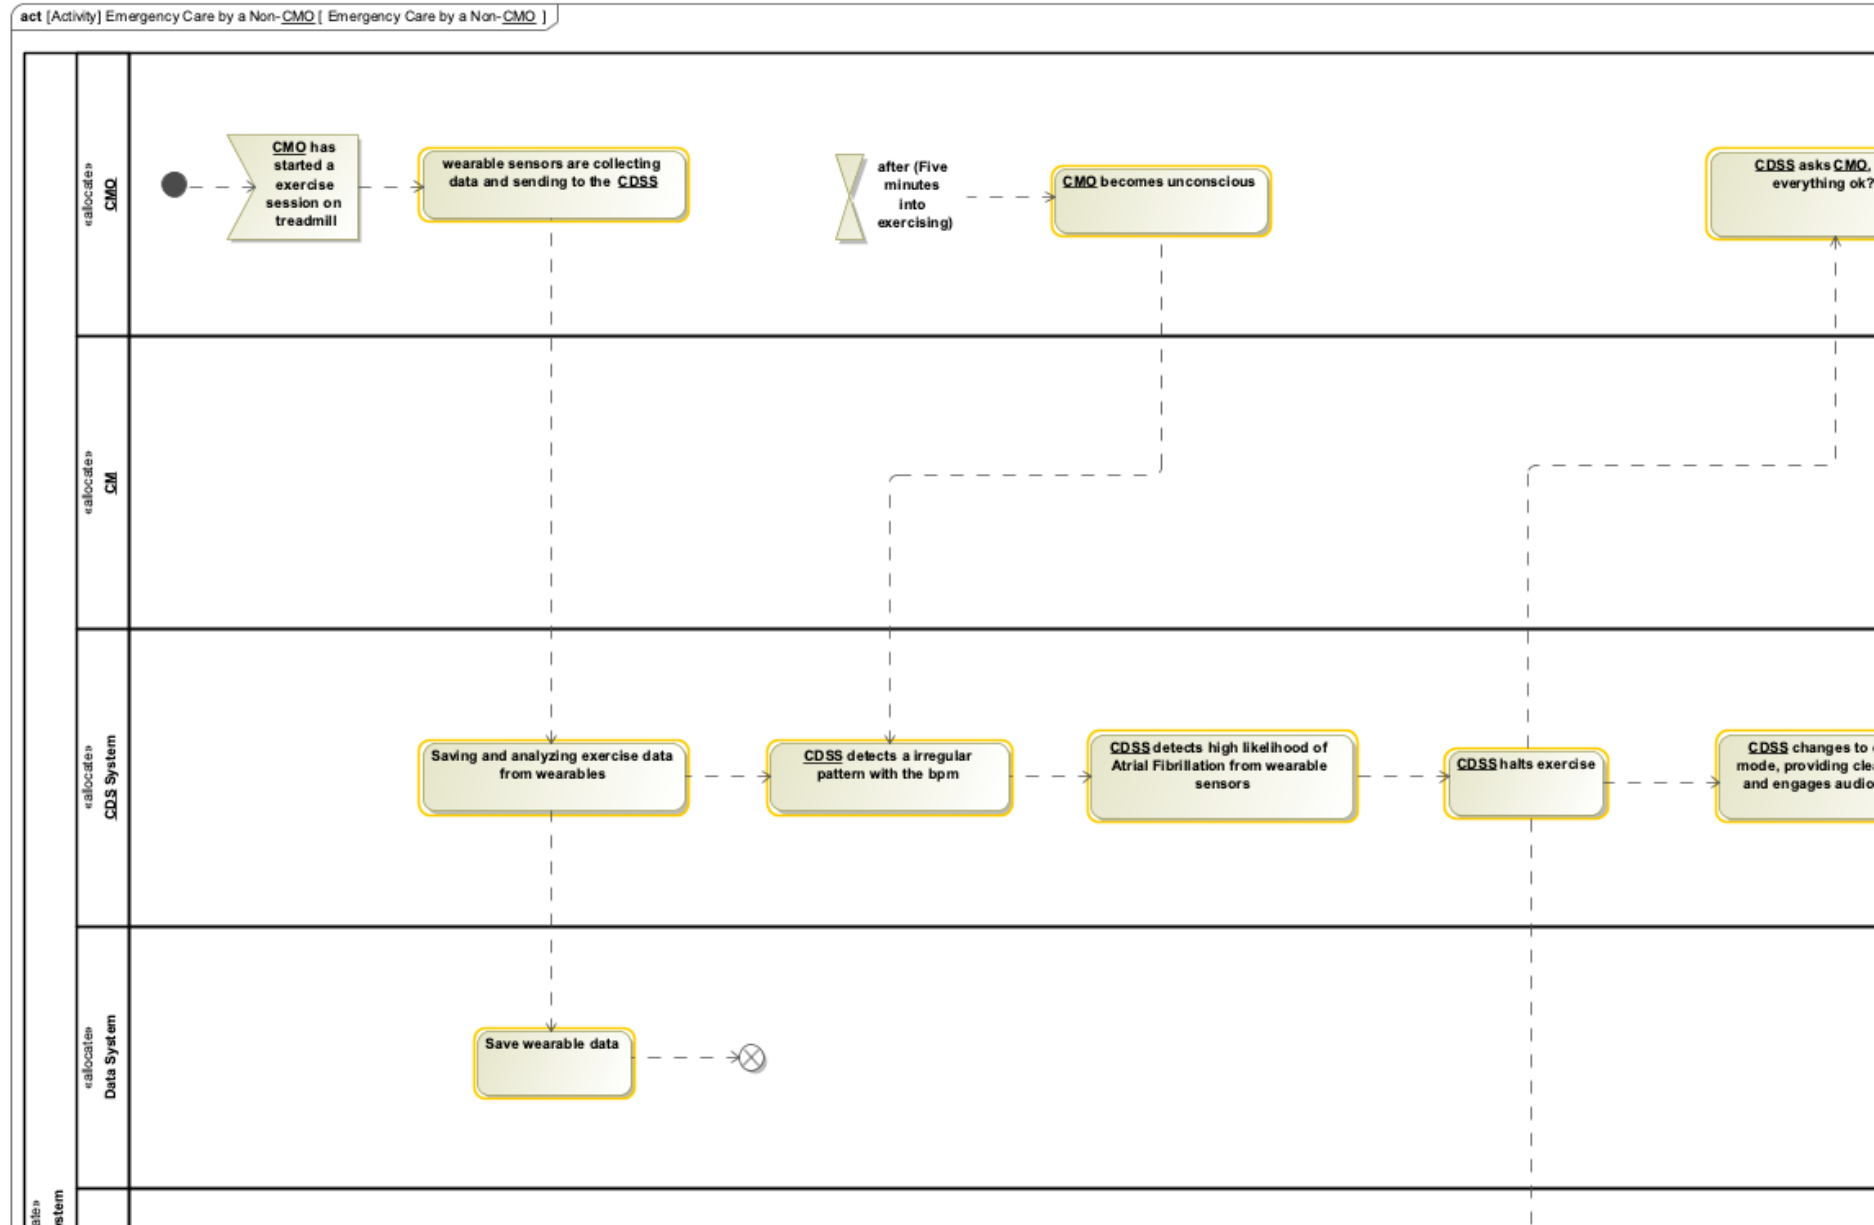 act [Activity] Emergency Care by a Non-CMO [ Emergency Care by a Non-CMO ]
«allocate»
CMO
CMO has
started a
exercise
session on
treadmill
wearable sensors are collecting
data and sending to the CDSS
after (Five
minutes
into
exercising)
CMO becomes unconscious
CDSS asks CMO,
everything ok?
«allocate»
CM
«allocate»
CDS System
Saving and analyzing exercise data
from wearables
CDSS detects a irregular
pattern with the bpm
CDSS detects high likelihood of
Atrial Fibrillation from wearable
sensors
CDSS halts exercise
CDSS changes to
mode, providing
and engages audio
«allocate»
Data System
Save wearable data